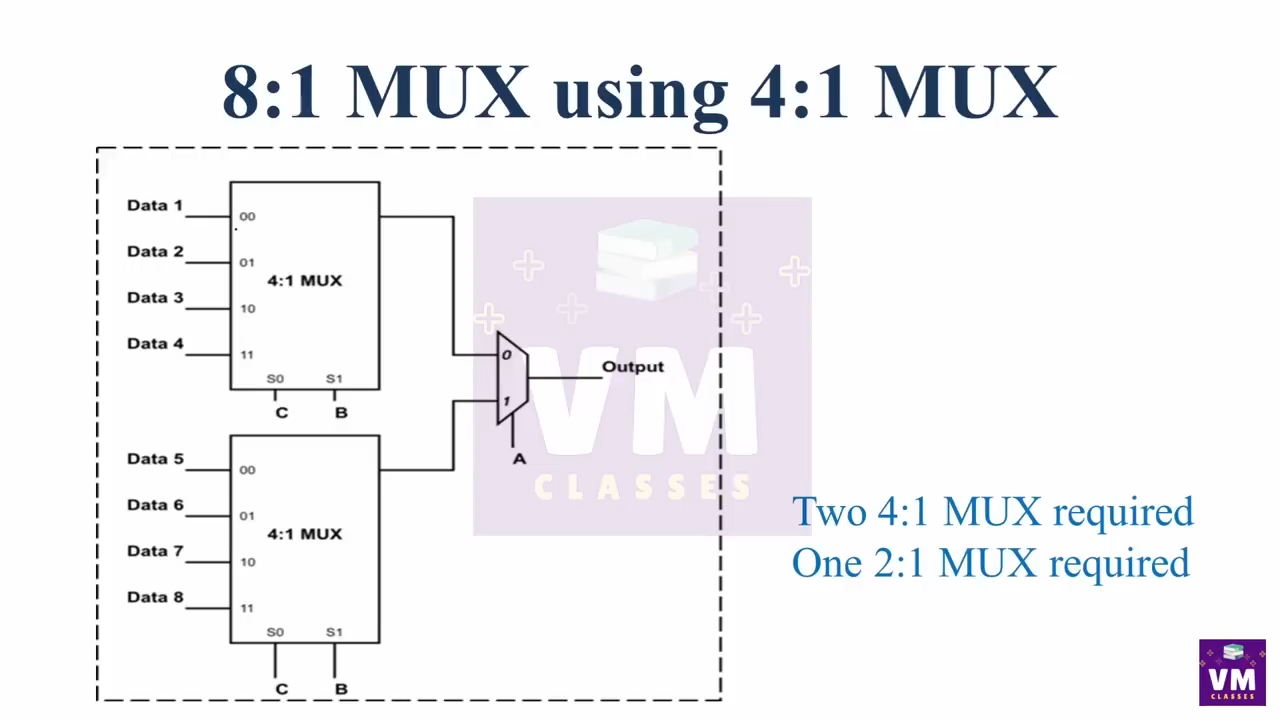 8:1 MUX using 4:1 MUX
Data 1
00
Data 2
01
4:1 MUX
Data 3
10
Data 4
11
S0 S1
C B
0
1
Output
A
Data 5
00
Data 6
01
4:1 MUX
Data 7
10
Data 8
11
S0 S1
C B
VM
CLASSES
Two 4:1 MUX required
One 2:1 MUX required
VM
CLASSES